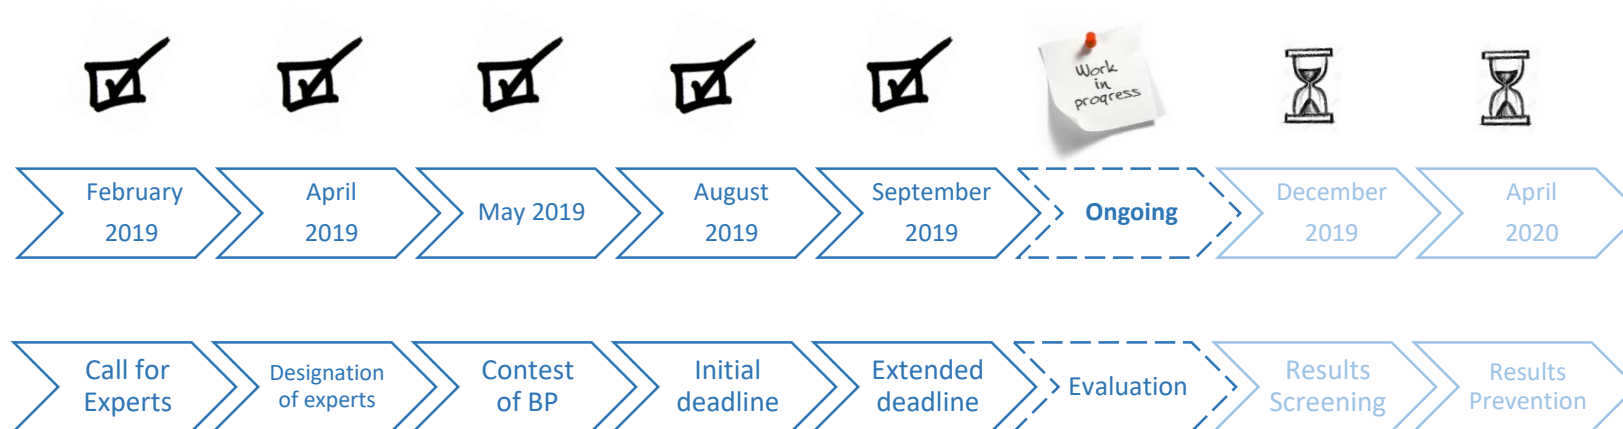 Work
in
progress
February
2019
April
2019
May 2019
August
2019
September
2019
Ongoing
December
2019
April
2020
Call for
Experts
Designation
of experts
Contest
of BP
Initial
deadline
Extended
deadline
Evaluation
Results
Screening
Results
Prevention